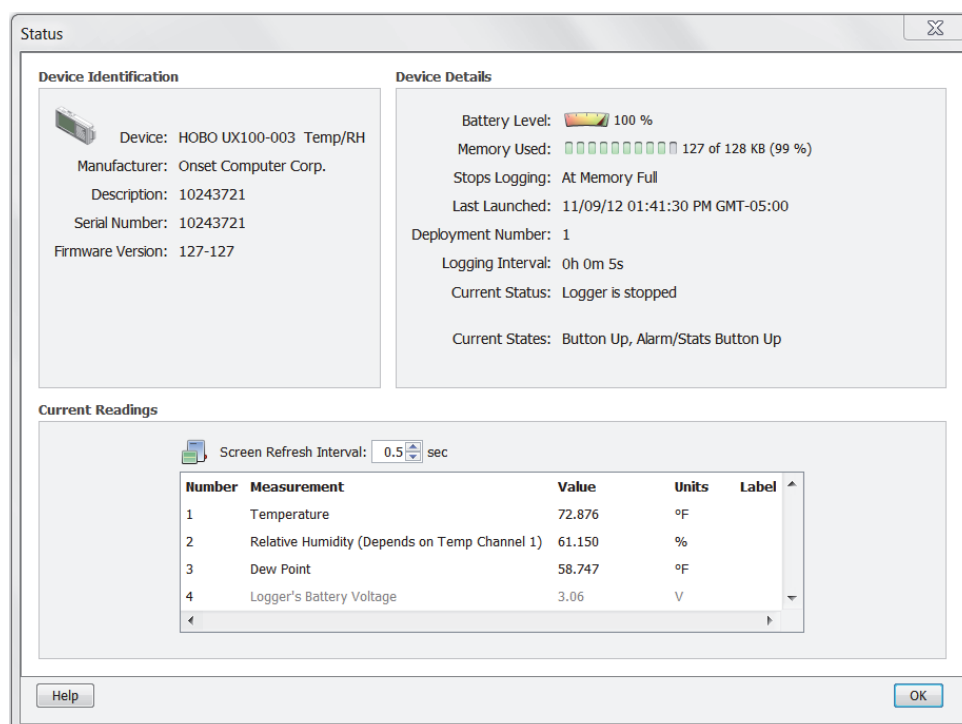 Status
Device Identification
Device: HOBO UX100-003 Temp/RH
Manufacturer: Onset Computer Corp.
Description: 10243721
Serial Number: 10243721
Firmware Version: 127-127
Device Details
Battery Level: 100 %
Memory Used: 127 of 128 KB (99 %)
Stops Logging: At Memory Full
Last Launched: 11/09/12 01:41:30 PM GMT-05:00
Deployment Number: 1
Logging Interval: 0h 0m 5s
Current Status: Logger is stopped
Current States: Button Up, Alarm/Stats Button Up
Current Readings
Screen Refresh Interval: 0.5 sec
Number Measurement Value Units Label
1 Temperature 72.876 ºF
2 Relative Humidity (Depends on Temp Channel 1) 61.150 %
3 Dew Point 58.747 ºF
4 Logger's Battery Voltage 3.06 V
Help
OK